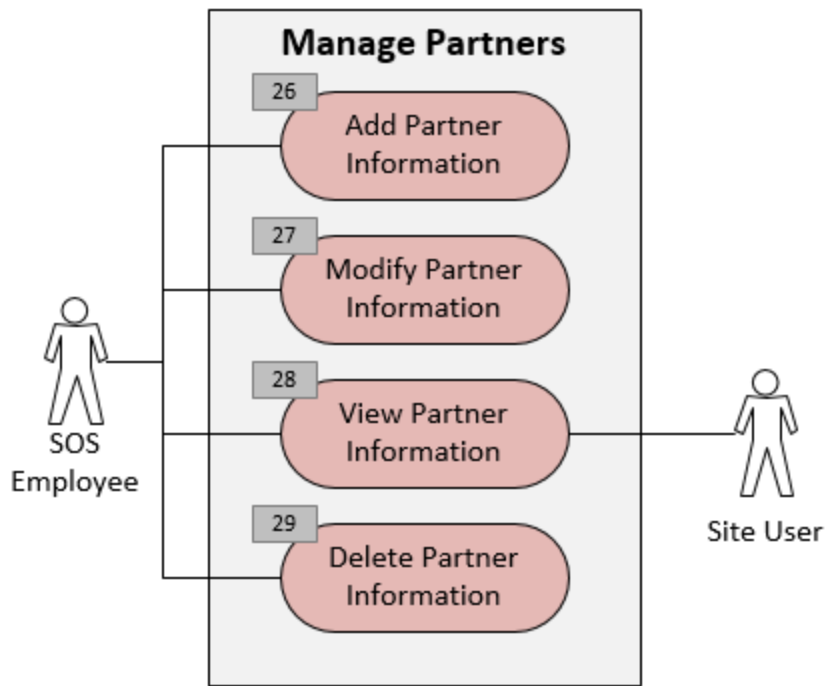 Manage Partners
26
Add Partner
Information
27
Modify Partner
Information
28
View Partner
Information
29
Delete Partner
Information
SOS
Employee
Site User